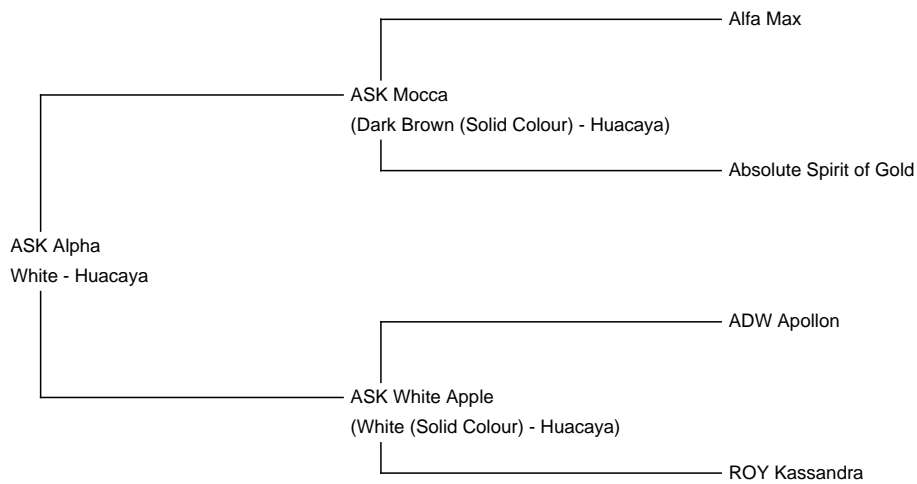 Alfa Max
ASK Mocca
(Dark Brown (Solid Colour) - Huacaya)
Absolute Spirit of Gold
ASK Alpha
White - Huacaya
ADW Apollon
ASK White Apple
(White (Solid Colour) - Huacaya)
ROY Kassandra